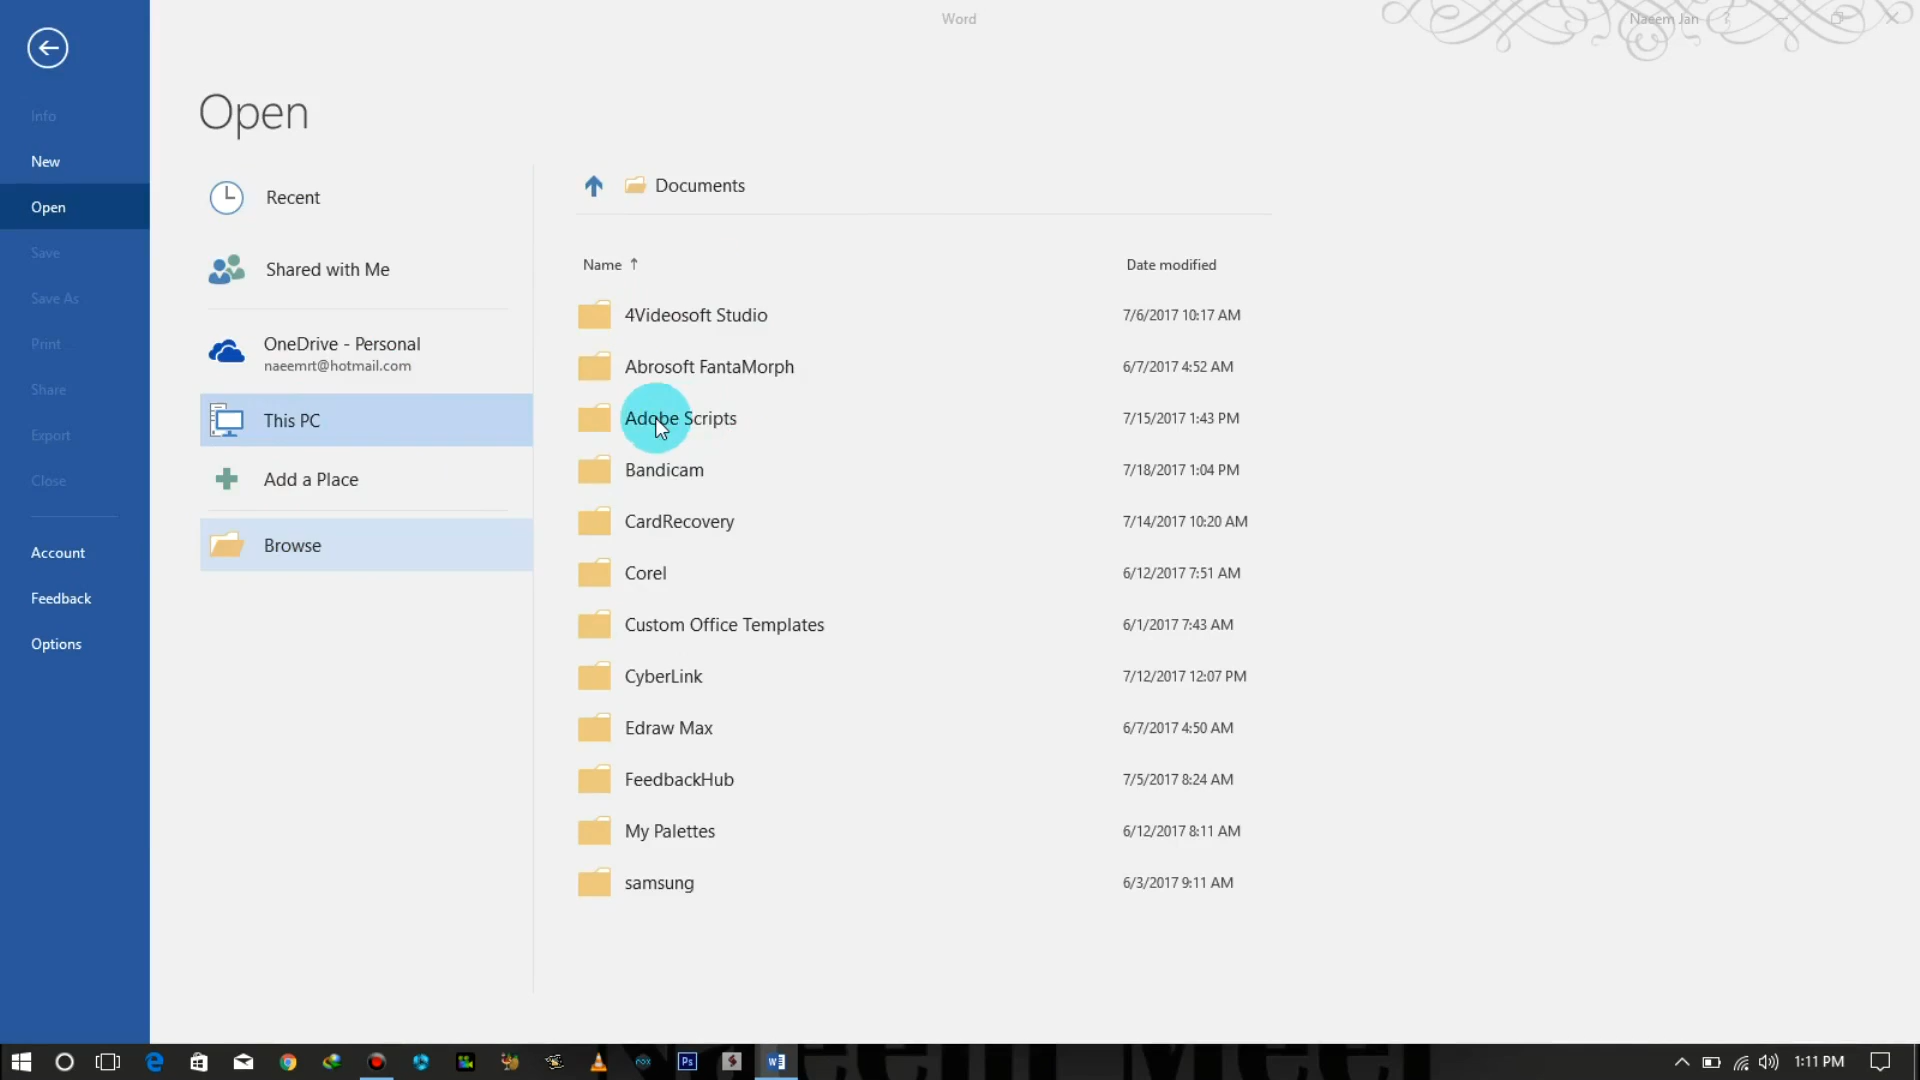 Word
Naeem Jan
?
Info
New
Open
Save
Save As
Print
Share
Export
Close
Account
Feedback
Options
Open
Recent
Shared with Me
OneDrive - Personal
naeemrt@hotmail.com
This PC
Add a Place
Browse
Documents
Name Date modified
4Videosoft Studio 7/6/2017 10:17 AM
Abrosoft FantaMorph 6/7/2017 4:52 AM
Adobe Scripts 7/15/2017 1:43 PM
Bandicam 7/18/2017 1:04 PM
CardRecovery 7/14/2017 10:20 AM
Corel 6/12/2017 7:51 AM
Custom Office Templates 6/1/2017 7:43 AM
CyberLink 7/12/2017 12:07 PM
Edraw Max 6/7/2017 4:50 AM
FeedbackHub 7/5/2017 8:24 AM
My Palettes 6/12/2017 8:11 AM
samsung 6/3/2017 9:11 AM
nox Ps 1:11 PM